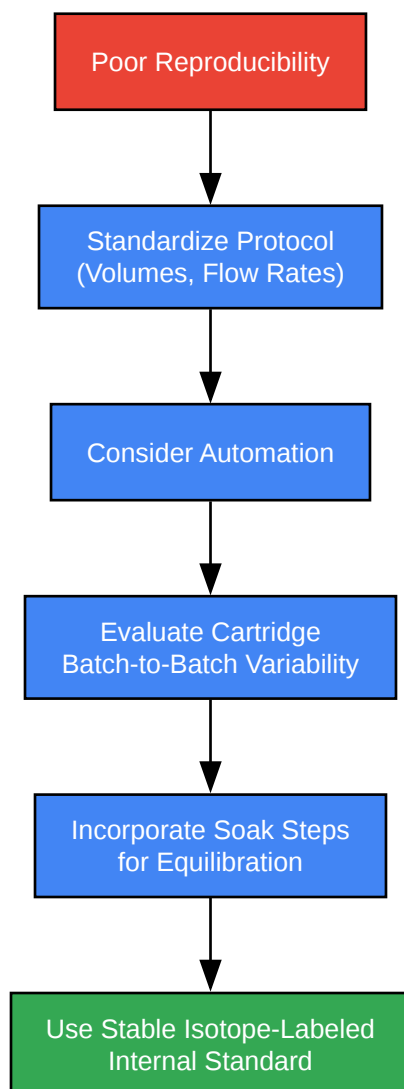 Poor Reproducibility
Standardize Protocol
(Volumes, Flow Rates)
Consider Automation
Evaluate Cartridge
Batch-to-Batch Variability
Incorporate Soak Steps
for Equilibration
Use Stable Isotope-Labeled
Internal Standard